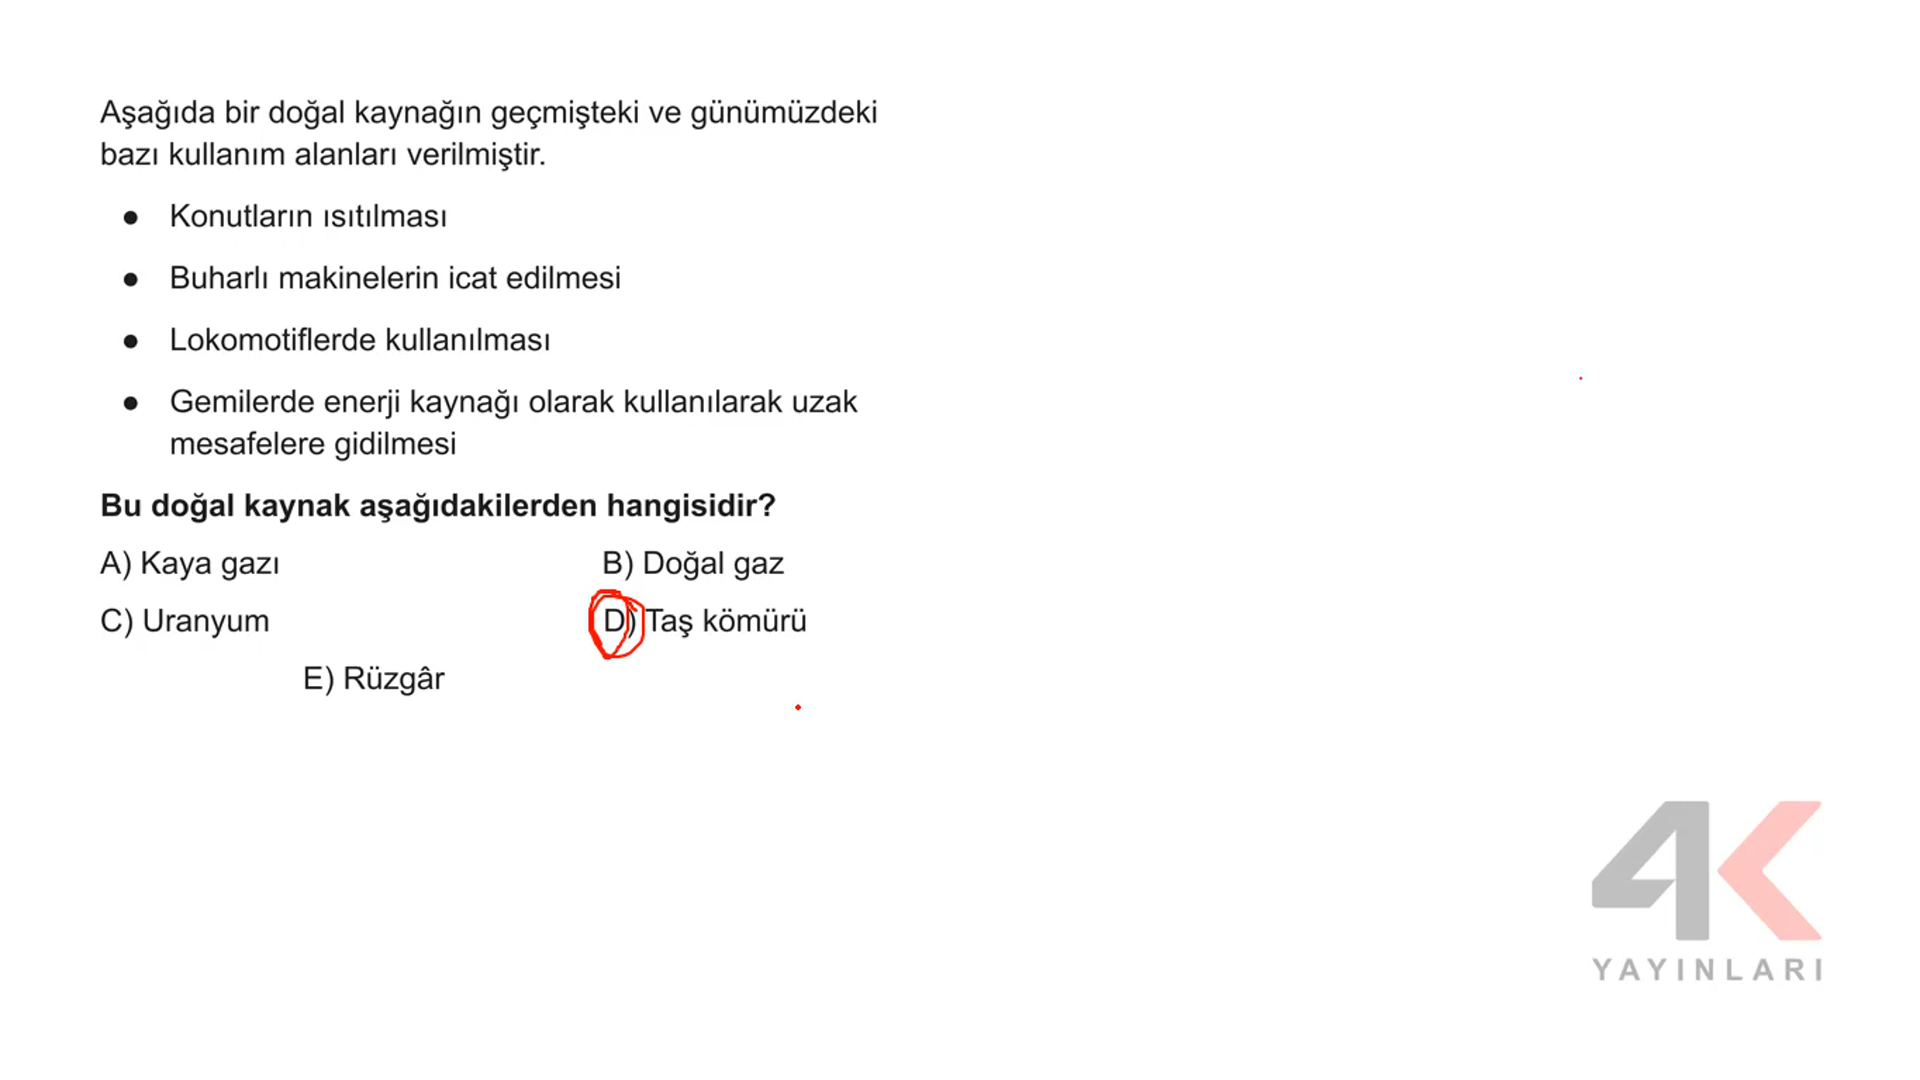 Aşağıda bir doğal kaynağın geçmişteki ve günümüzdeki
bazı kullanım alanları verilmiştir.
● Konutların ısıtılması
● Buharlı makinelerin icat edilmesi
● Lokomotiflerde kullanılması
● Gemilerde enerji kaynağı olarak kullanılarak uzak
mesafelere gidilmesi
Bu doğal kaynak aşağıdakilerden hangisidir?
A) Kaya gazı B) Doğal gaz
C) Uranyum D) Taş kömürü
E) Rüzgâr
4K
YAYINLARI